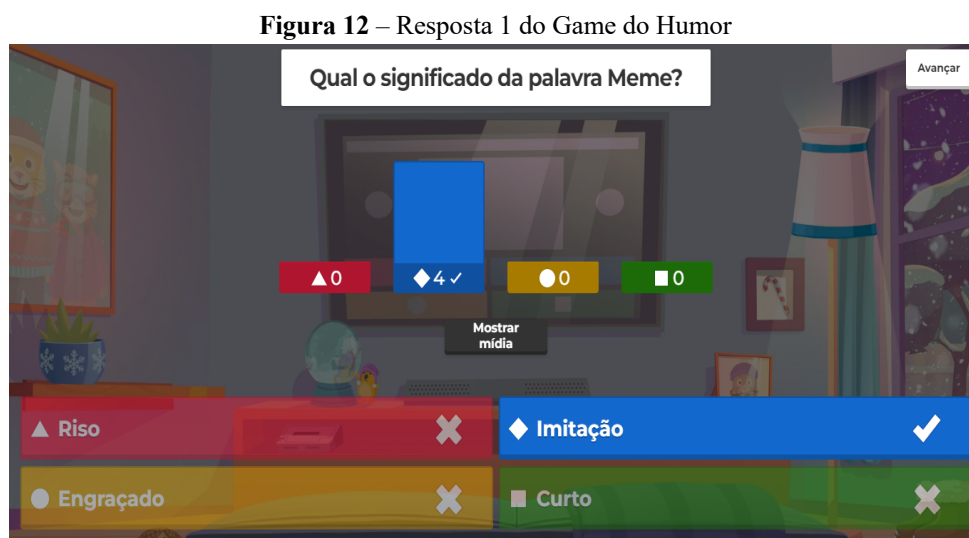 Figura 12 – Resposta 1 do Game do Humor
Qual o significado da palavra Meme?
Avançar
0
4
0
0
Mostrar
mídia
Riso
Imitação
Engraçado
Curto